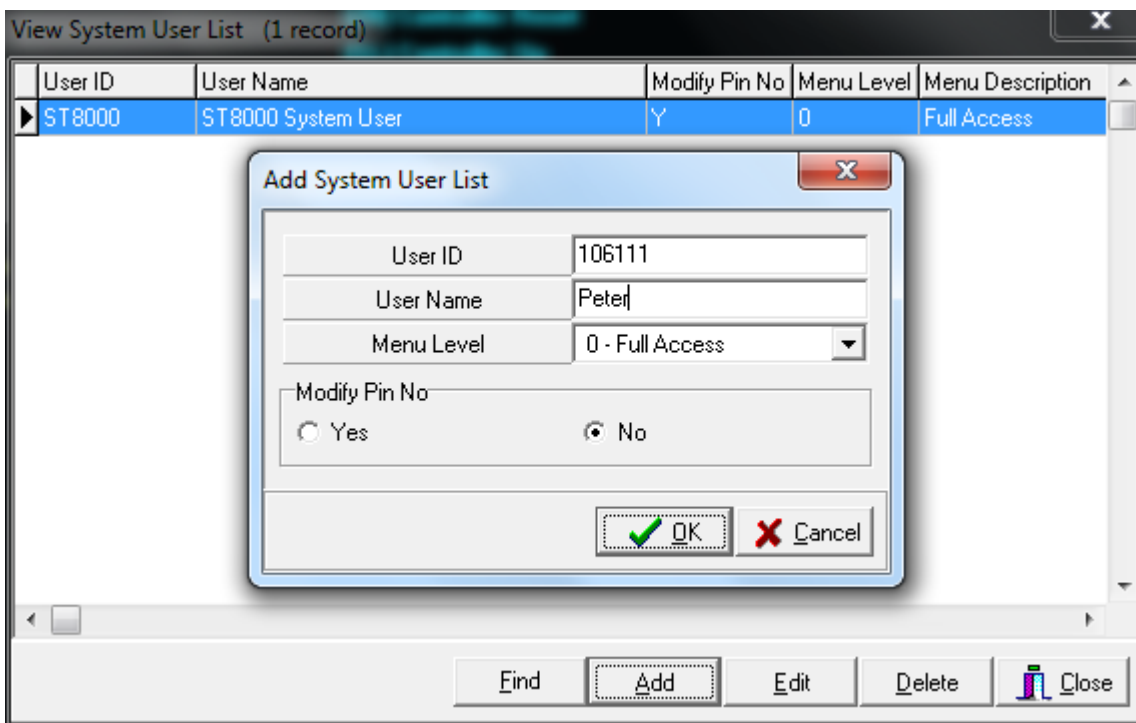 View System User List (1 record)
User ID User Name Modify Pin No Menu Level Menu Description
ST8000 ST8000 System User Y 0 Full Access
Add System User List
User ID 106111
User Name Peter
Menu Level 0 - Full Access
Modify Pin No
Yes No
OK Cancel
Find Add Edit Delete Close